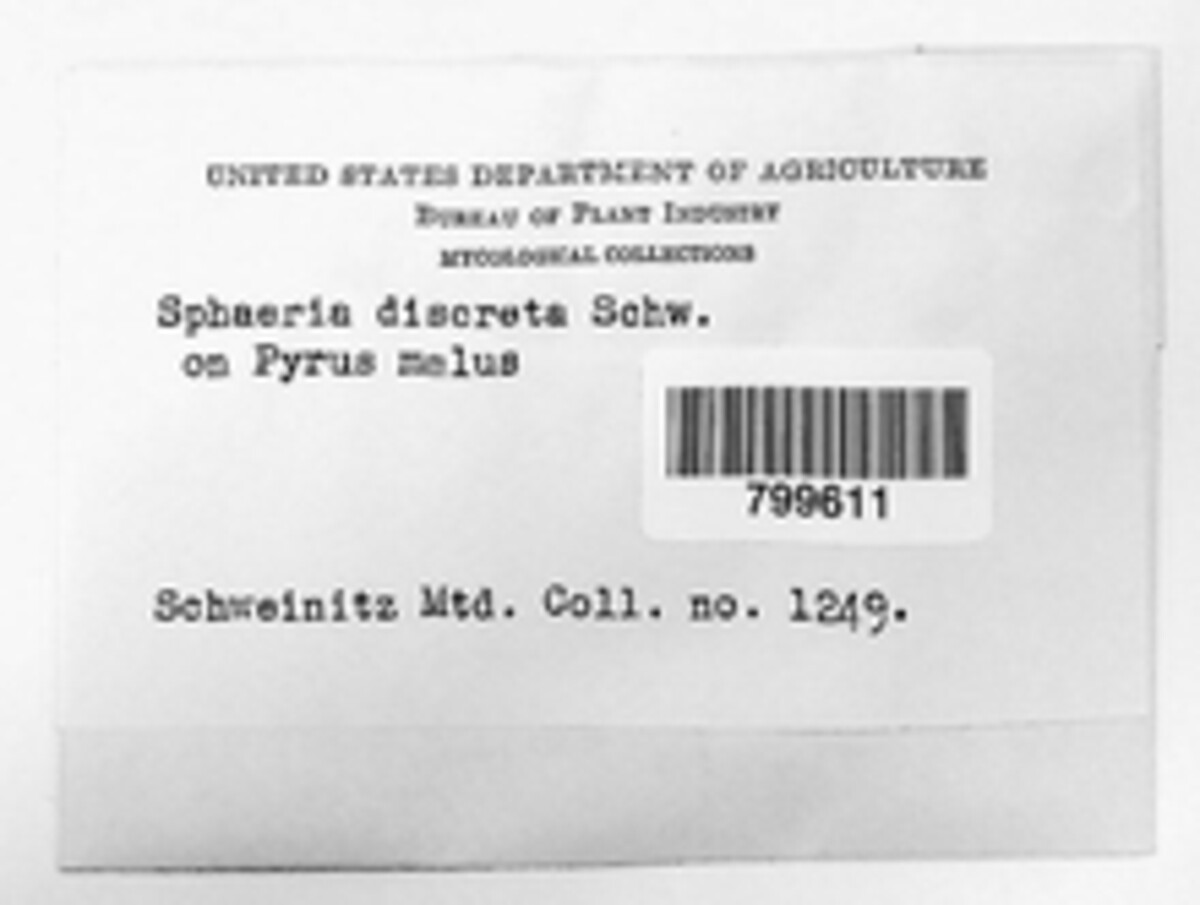 UNITED STATES DEPARTMENT OF AGRICULTURE
BUREAU OF PLANT INDUSTRY
MYCOLOGICAL COLLECTIONS
Sphaeria discreta Schw.
on Pyrus malus
799611
Schweinitz Mtd. Coll. no. 1249.